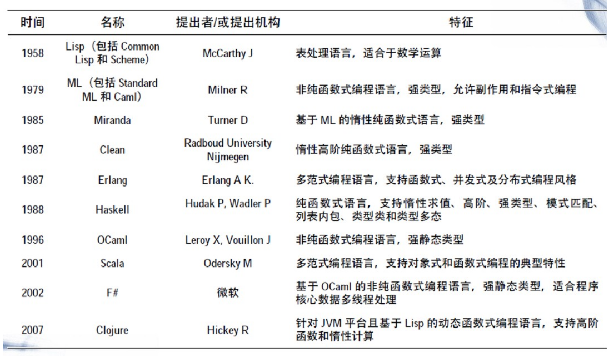 时间 名称 提出者/或提出机构 特征
1958 Lisp（包括 Common Lisp 和 Scheme） McCarthy J 表处理语言，适合于数学运算
1979 ML（包括 Standard ML 和 Caml） Milner R 非纯函数式编程语言，强类型，允许副作用和指令式编程
1985 Miranda Turner D 基于 ML 的惰性纯函数式语言，强类型
1987 Clean Radboud University Nijmegen 惰性高阶纯函数式语言，强类型
1987 Erlang Erlang A K. 多范式编程语言，支持函数式、并发式及分布式编程风格
1988 Haskell Hudak P, Wadler P 纯函数式语言，支持惰性求值、高阶、强类型、模式匹配、列表内包、类型类和类型多态
1996 OCaml Leroy X, Vouillon J 非纯函数式编程语言，强静态类型
2001 Scala Odersky M 多范式编程语言，支持对象式和函数式编程的典型特性
2002 F# 微软 基于 OCaml 的非纯函数式编程语言，强静态类型，适合程序核心数据多线程处理
2007 Clojure Hickey R 针对 JVM 平台且基于 Lisp 的动态函数式编程语言，支持高阶函数和惰性计算